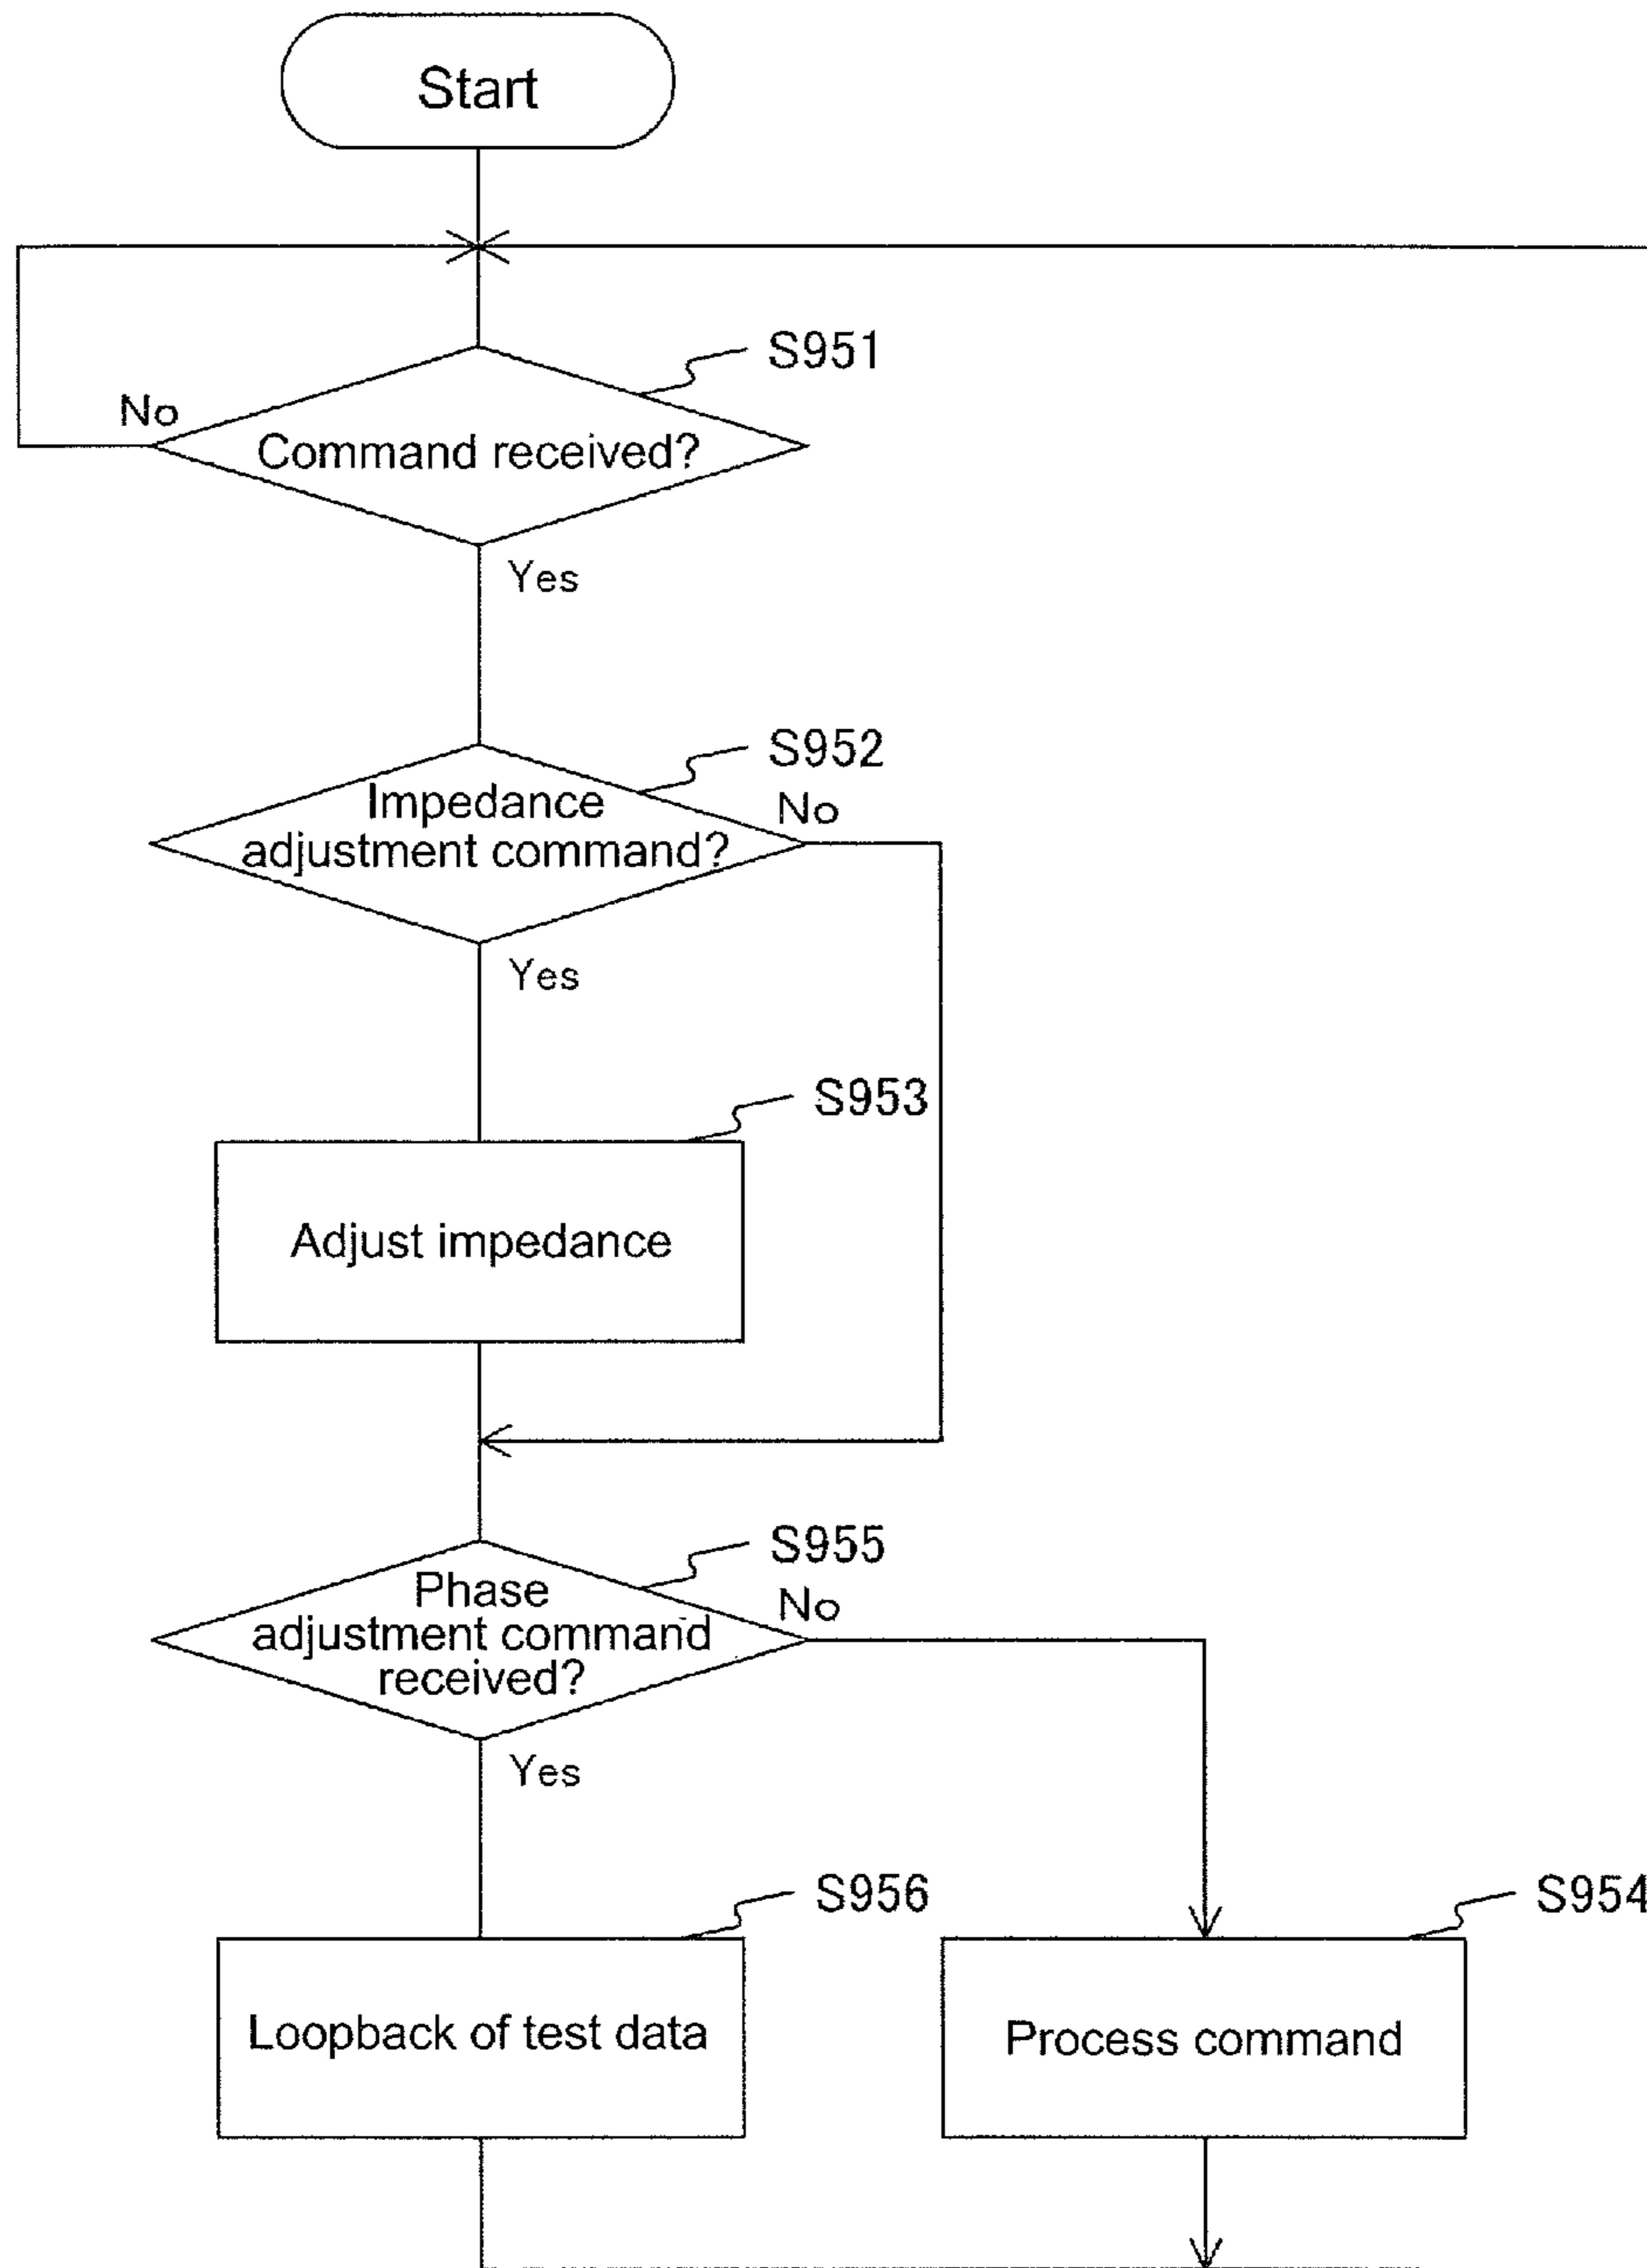 Start
S951
No
Command received?
Yes
S952
Impedance
No
adjustment command?
Yes
S953
Adjust impedance
S955
Phase
No
adjustment command
received?
Yes
S956
S954
Loopback of test data
Process command